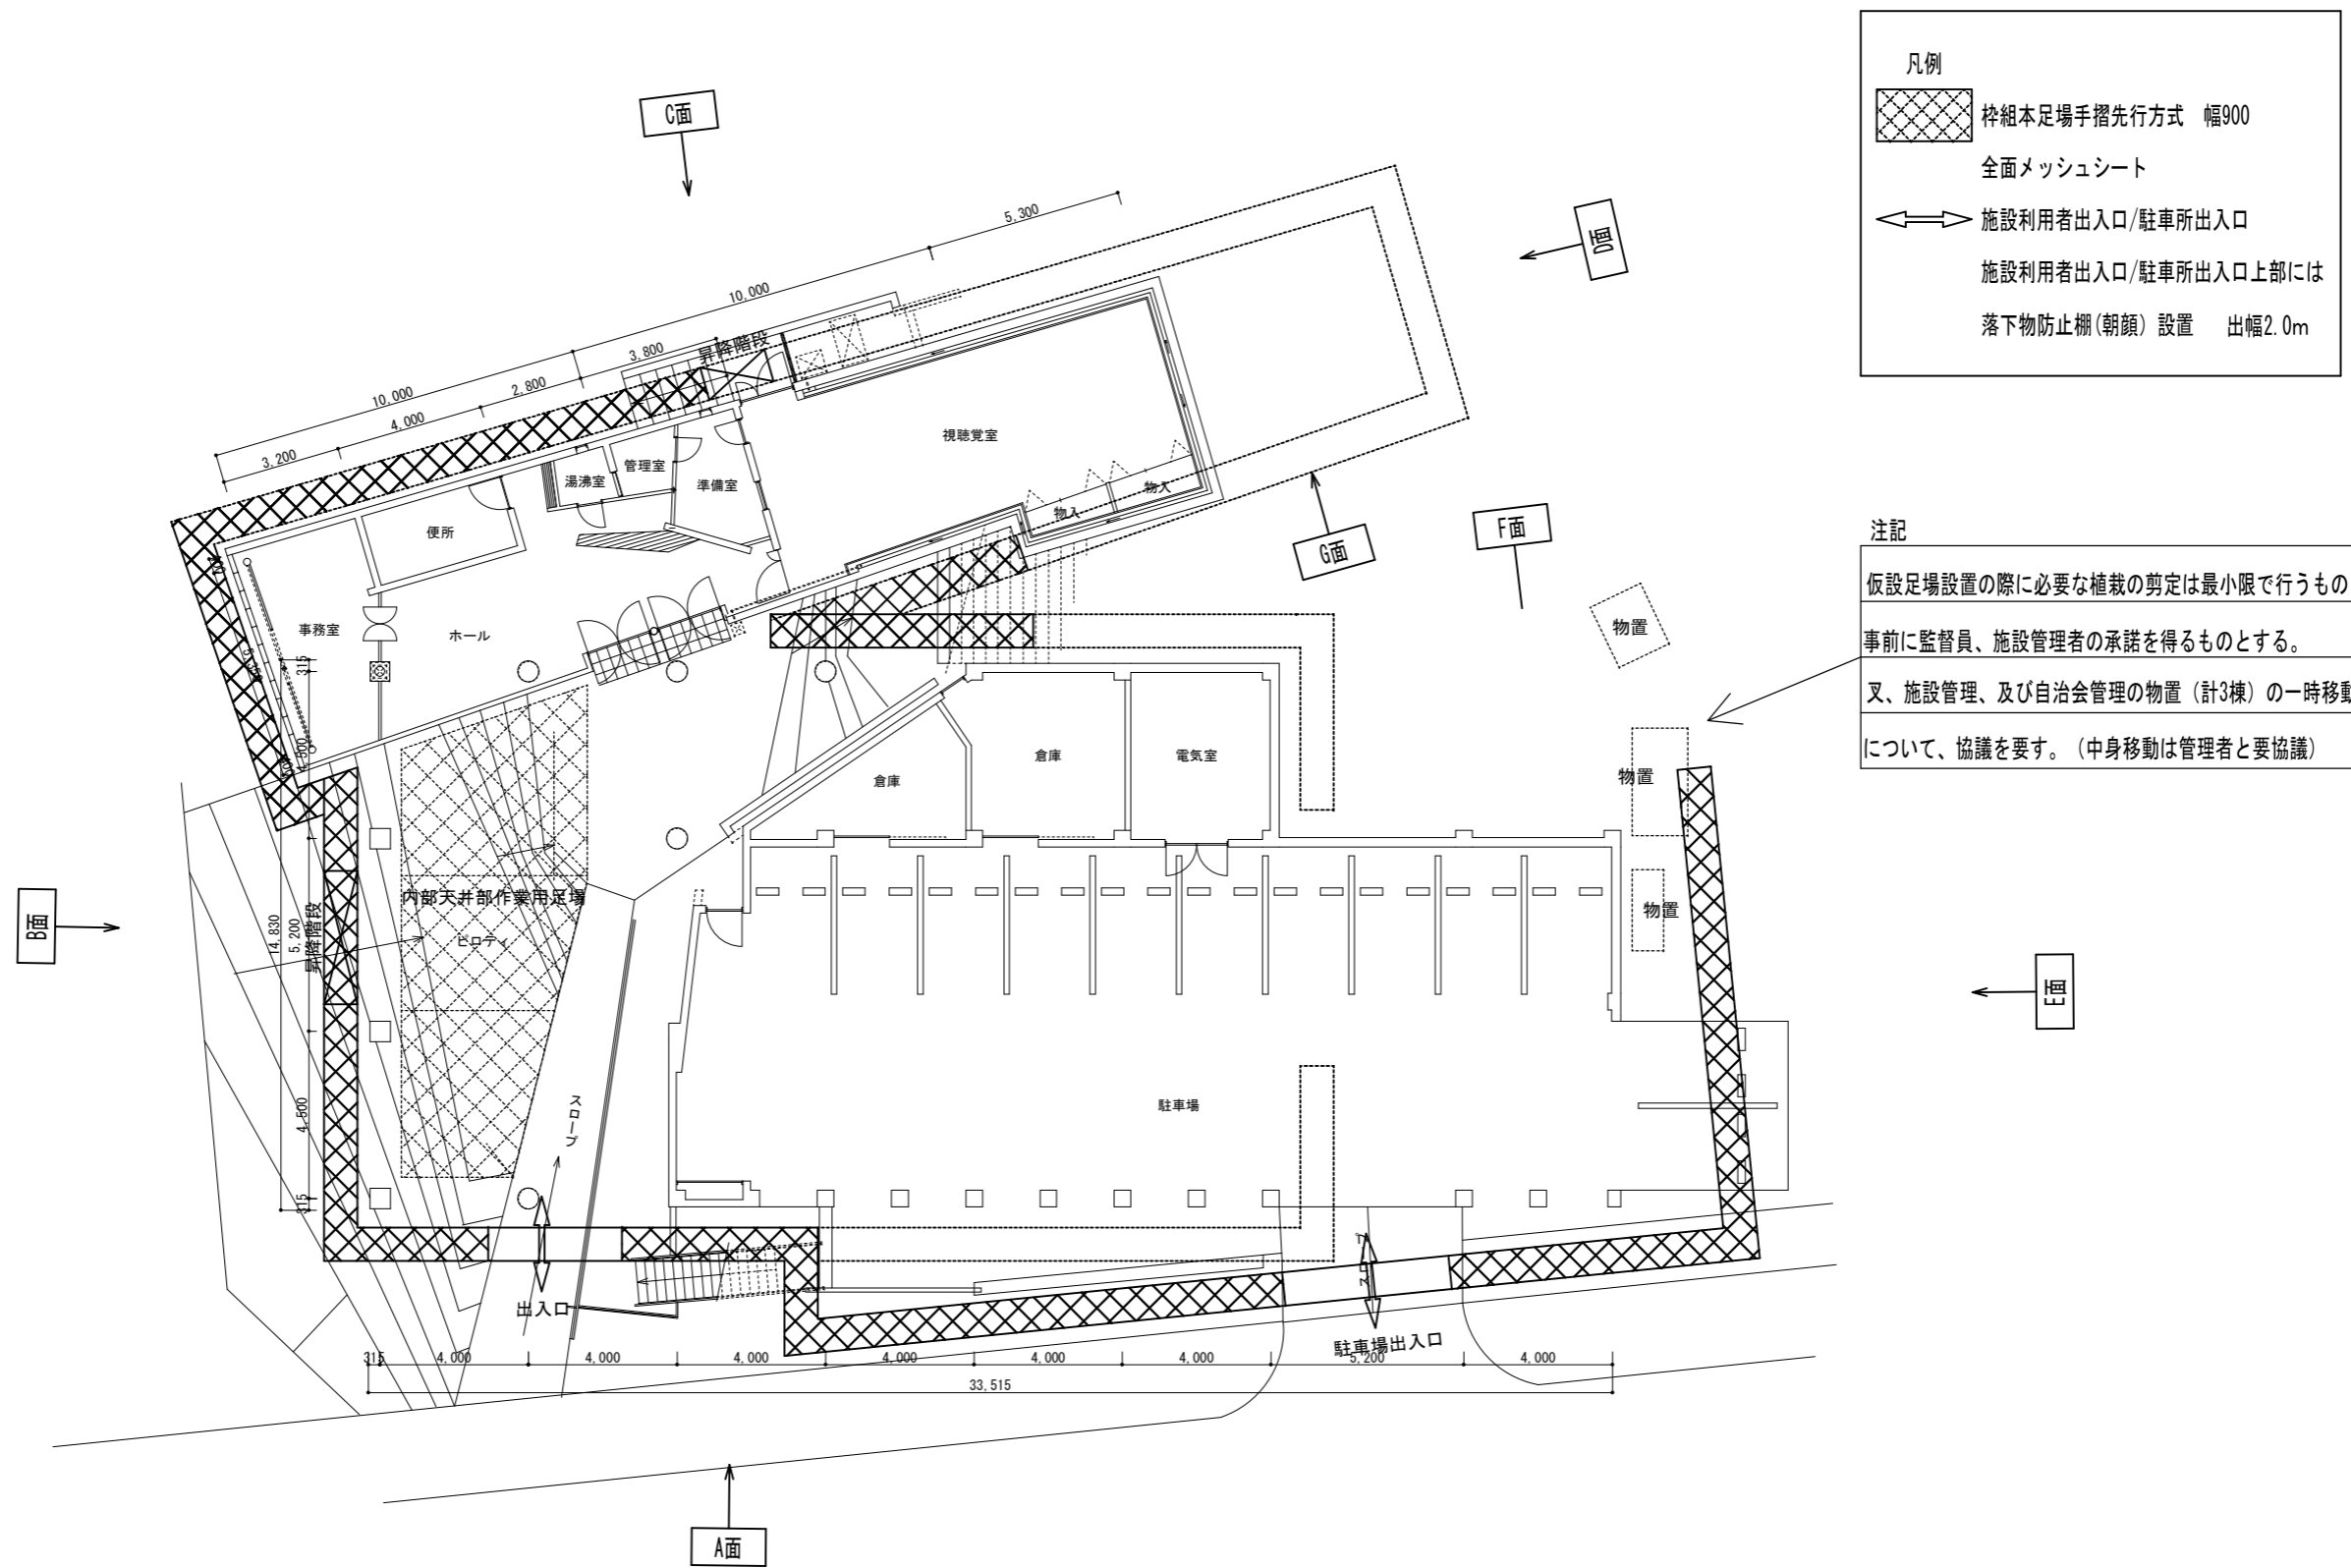 凡例
枠組本足場手摺先行方式　幅900
全面メッシュシート
施設利用者出入口/駐車所出入口
施設利用者出入口/駐車所出入口上部には
落下物防止棚(朝顔) 設置　出幅2.0m
C面
D面
5,300
10,000
昇降階段
3,800
10,000
2,800
4,000
3,200
視聴覚室
管理室
湯沸室
準備室
物入
物入
便所
G面
F面
注記
仮設足場設置の際に必要な植栽の剪定は最小限で行うもの
事前に監督員、施設管理者の承諾を得るものとする。
又、施設管理、及び自治会管理の物置（計3棟）の一時移動
について、協議を要す。（中身移動は管理者と要協議）
物置
物置
物置
事務室
ホール
315
4,500
倉庫
倉庫
電気室
B面
14,830
5,200
昇降階段
内部天井部作業用足場
ピロティ
E面
4,500
スロープ
駐車場
315
出入口
スロープ
駐車場出入口
315
4,000
4,000
4,000
4,000
4,000
4,000
5,200
4,000
33,515
A面